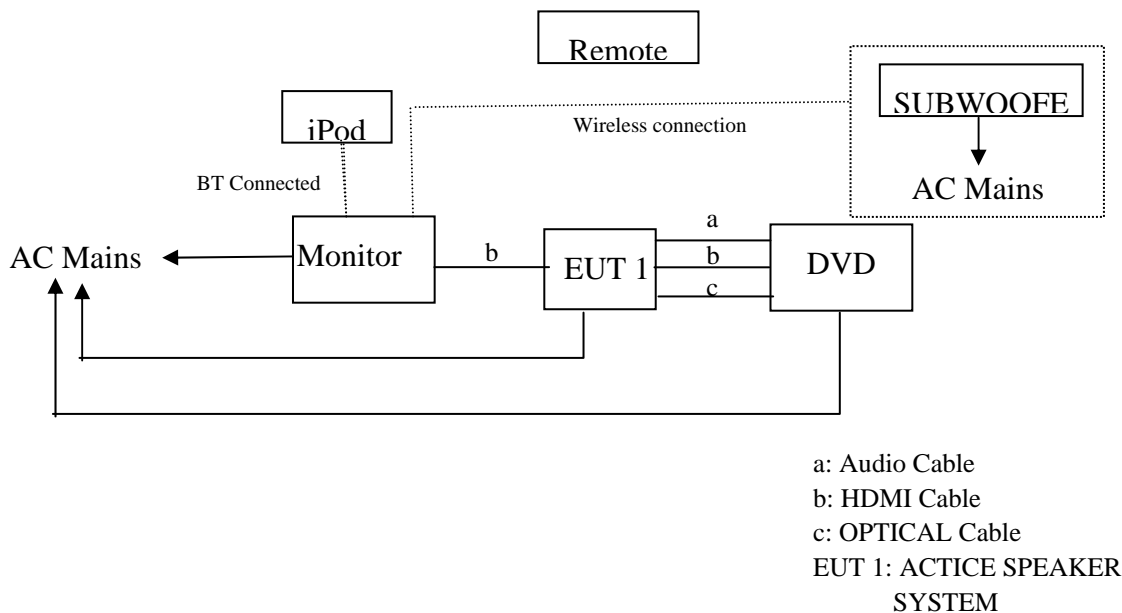 Remote
SUBWOOFE
iPod
Wireless connection
BT Connected
AC Mains
a
AC Mains
Monitor
b
EUT 1
b
DVD
c
a: Audio Cable
b: HDMI Cable
c: OPTICAL Cable
EUT 1: ACTICE SPEAKER
SYSTEM